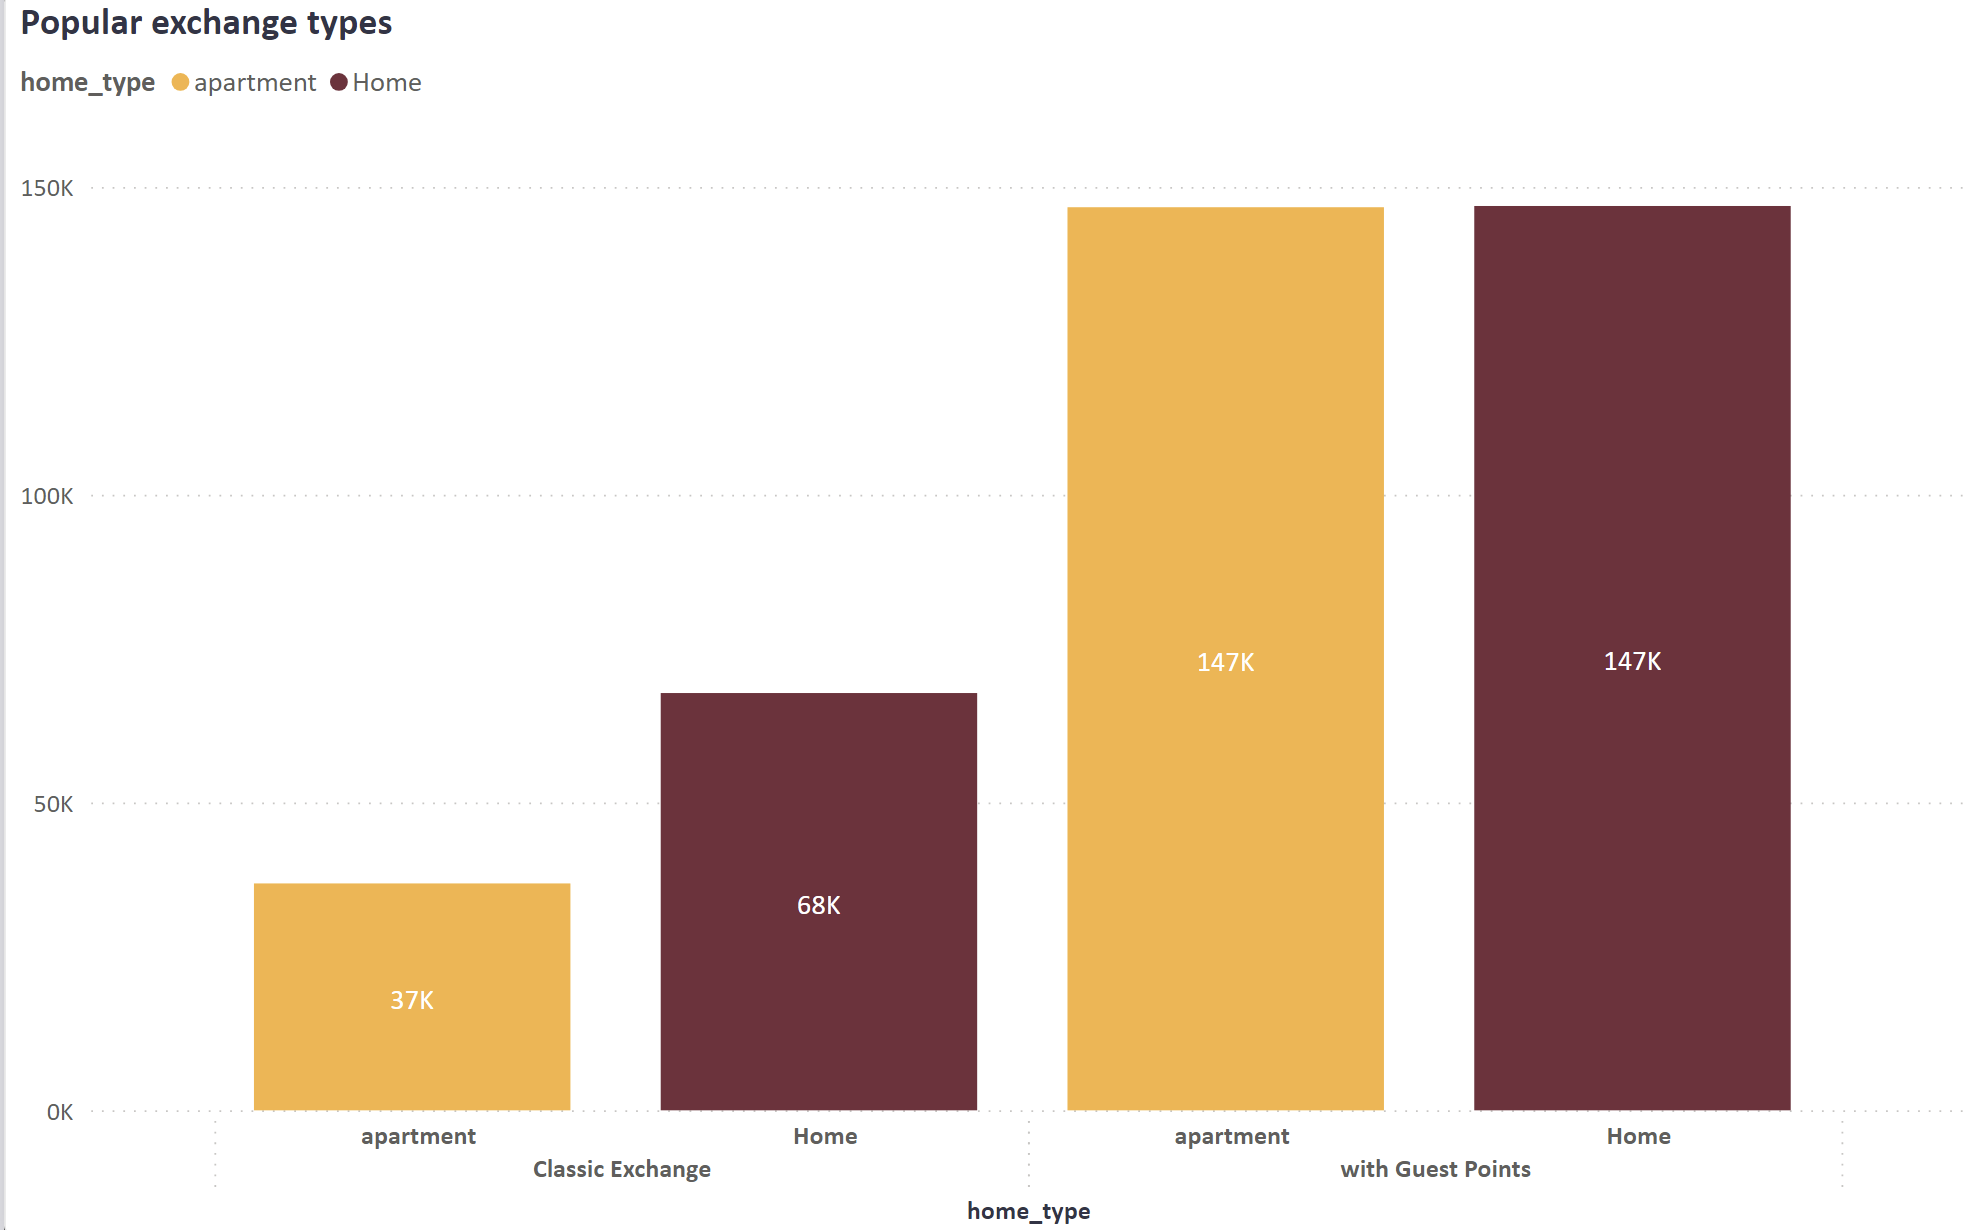 Popular exchange types
home_type apartment Home
150K
100K
50K
0K
37K
68K
147K
147K
apartment Home apartment Home
Classic Exchange with Guest Points
home_type